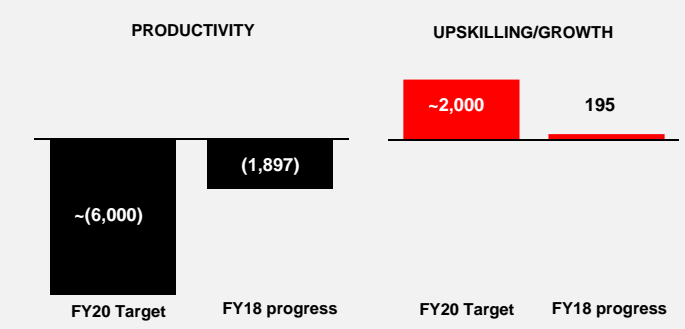 PRODUCTIVITY
UPSKILLING/GROWTH
~2,000
195
(1,897)
~(6,000)
FY20 Target
FY18 progress
FY20 Target
FY18 progress